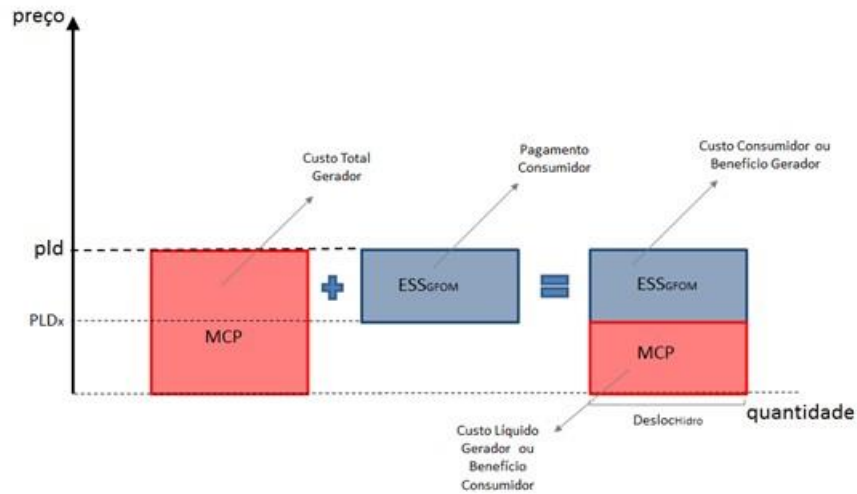 preço
Custo Total
Gerador
Pagamento
Consumidor
Custo Consumidor ou
Benefício Gerador
pld
ESSGFOM
ESSGFOM
PLDx
MCP
MCP
quantidade
DeslocHidro
Custo Líquido
Gerador ou
Benefício
Consumidor